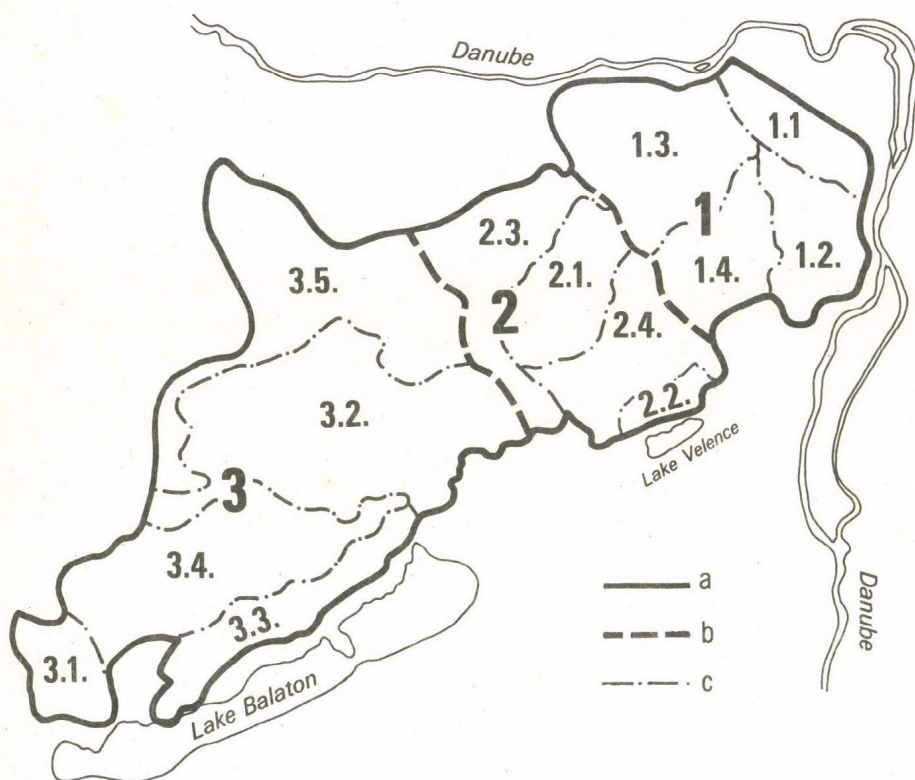 Danube
1.1
1.3.
1
1.2.
1.4.
2.3.
2.1.
2
2.4.
2.2.
Lake Velence
3.5.
3.2.
3
3.4.
3.3.
3.1.
Lake Balaton
Danube
a
b
c